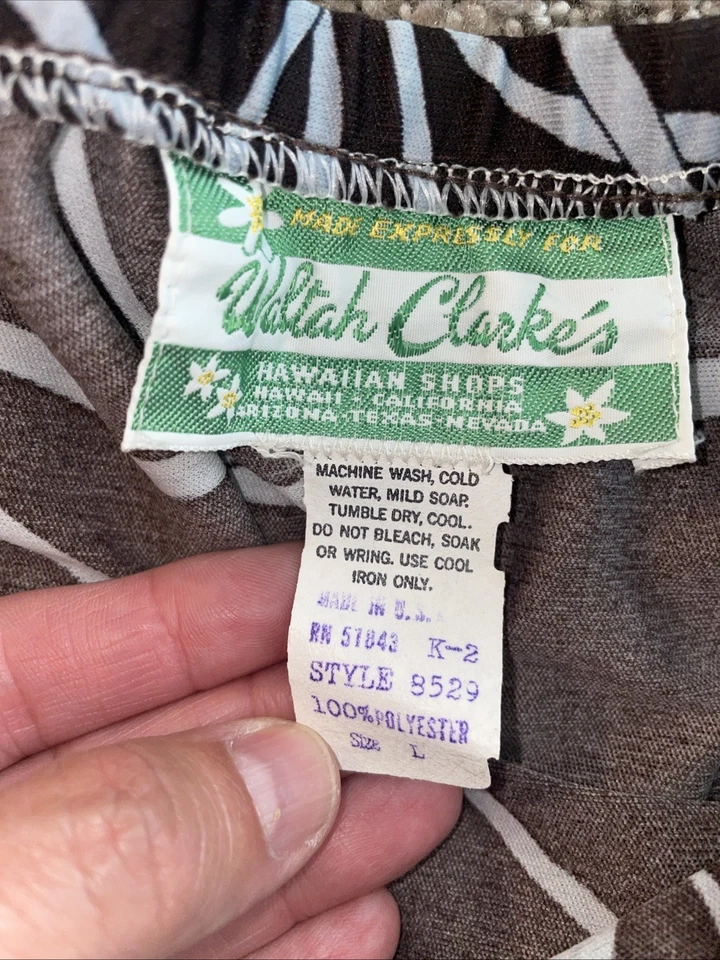 MADE EXPRESSLY FOR
Waltah Clarke's
HAWAIIAN SHOPS
HAWAII - CALIFORNIA
ARIZONA-TEXAS-NEVADA
MACHINE WASH, COLD
WATER, MILD SOAP.
TUMBLE DRY, COOL.
DO NOT BLEACH, SOAK
OR WRING. USE COOL
IRON ONLY.
MADE IN U.S.A
RN 51843 K-2
STYLE 8529
100%POLYESTER
SIZE L